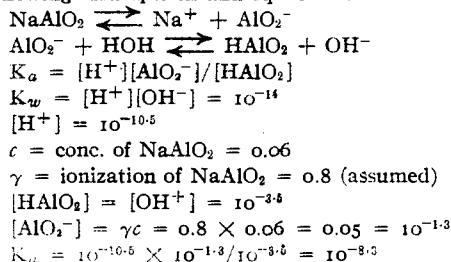 NaAlO₂ ⇄ Na⁺ + AlO₂⁻
AlO₂⁻ + HOH ⇄ HAlO₂ + OH⁻
Kₐ = [H⁺][AlO₂⁻]/[HAlO₂]
K_w = [H⁺][OH⁻] = 10⁻¹⁴
[H⁺] = 10⁻¹⁰·⁵
c = conc. of NaAlO₂ = 0.06
γ = ionization of NaAlO₂ = 0.8 (assumed)
[HAlO₂] = [OH⁺] = 10⁻³·⁵
[AlO₂⁻] = γc = 0.8 × 0.06 = 0.05 = 10⁻¹·³
Kₐ = 10⁻¹⁰·⁵ × 10⁻¹·³/10⁻³·⁵ = 10⁻⁸·³